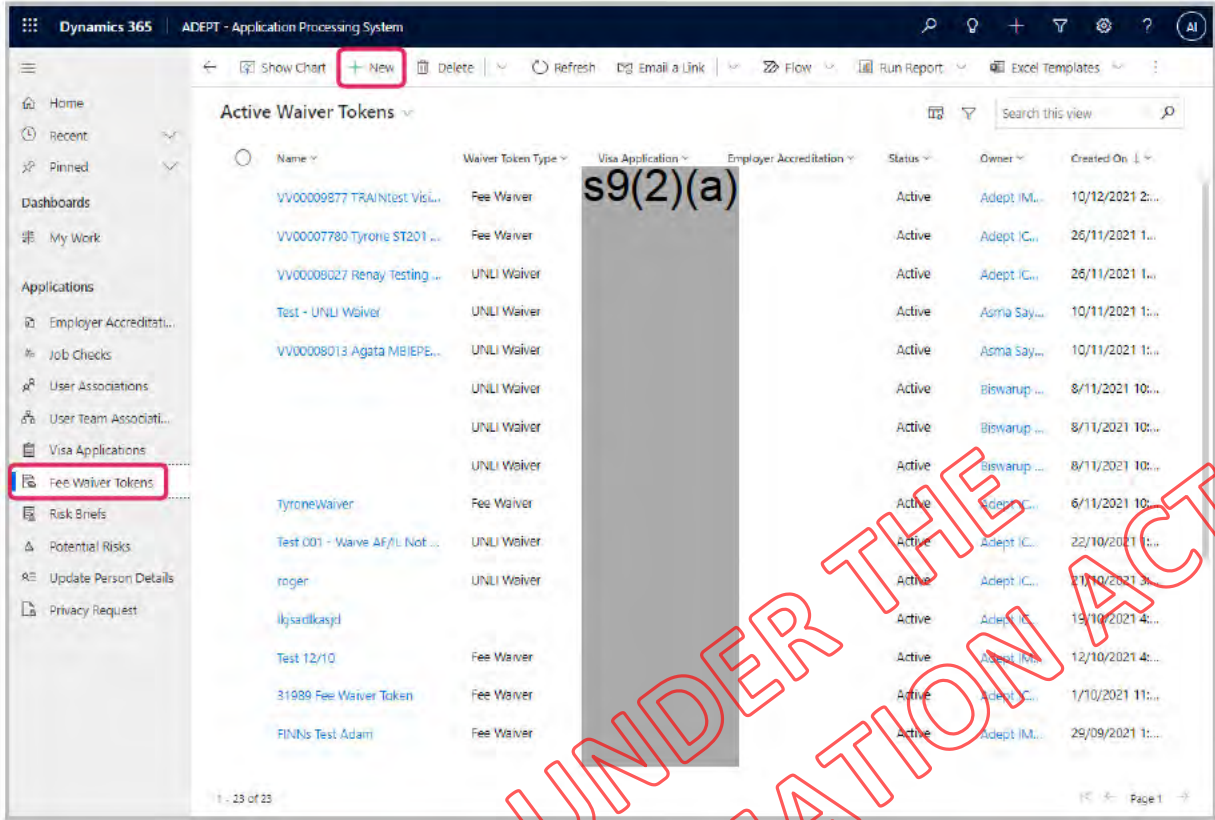 Dynamics 365 ADEPT - Application Processing System AI
Show Chart + New Delete Refresh Email a Link Flow Run Report Excel Templates
Home
Recent
Pinned
Dashboards
My Work
Applications
Employer Accreditati...
Job Checks
User Associations
User Team Associati...
Visa Applications
Fee Waiver Tokens
Risk Briefs
Potential Risks
Update Person Details
Privacy Request
Active Waiver Tokens Search this view
Name Waiver Token Type Visa Application Employer Accreditation Status Owner Created On
s9(2)(a)
VV00009877 TRAINtest Visi... Fee Waiver Active Adept IM... 10/12/2021 2:...
VV00007780 Tyrone ST201 ... Fee Waiver Active Adept IC... 26/11/2021 1...
VV00008027 Renay Testing ... UNLI Waiver Active Adept IC... 26/11/2021 1:...
Test - UNLI Waiver UNLI Waiver Active Asma Say... 10/11/2021 1:...
VV00008013 Agata MBIEPE... UNLI Waiver Active Asma Say... 10/11/2021 1:...
UNLI Waiver Active Biswarup ... 8/11/2021 10:...
UNLI Waiver Active Biswarup ... 8/11/2021 10:...
UNLI Waiver Active Biswarup ... 8/11/2021 10:...
TyroneWaiver Fee Waiver Active Adept IC... 6/11/2021 10:...
Test 001 - Waive AF/IL Not ... UNLI Waiver Active Adept IC... 22/10/2021 1:...
roger UNLI Waiver Active Adept IC... 21/10/2021 3:...
Active Adept IC... 19/10/2021 4:...
Test 12/10 Fee Waiver Active Adept IM... 12/10/2021 4:...
31989 Fee Waiver Token Fee Waiver Active Adept IC... 1/10/2021 11:...
FINNs Test Adam Fee Waiver Active Adept IM... 29/09/2021 1:...
1 - 23 of 23 Page 1
UNDER THE
ATION ACT